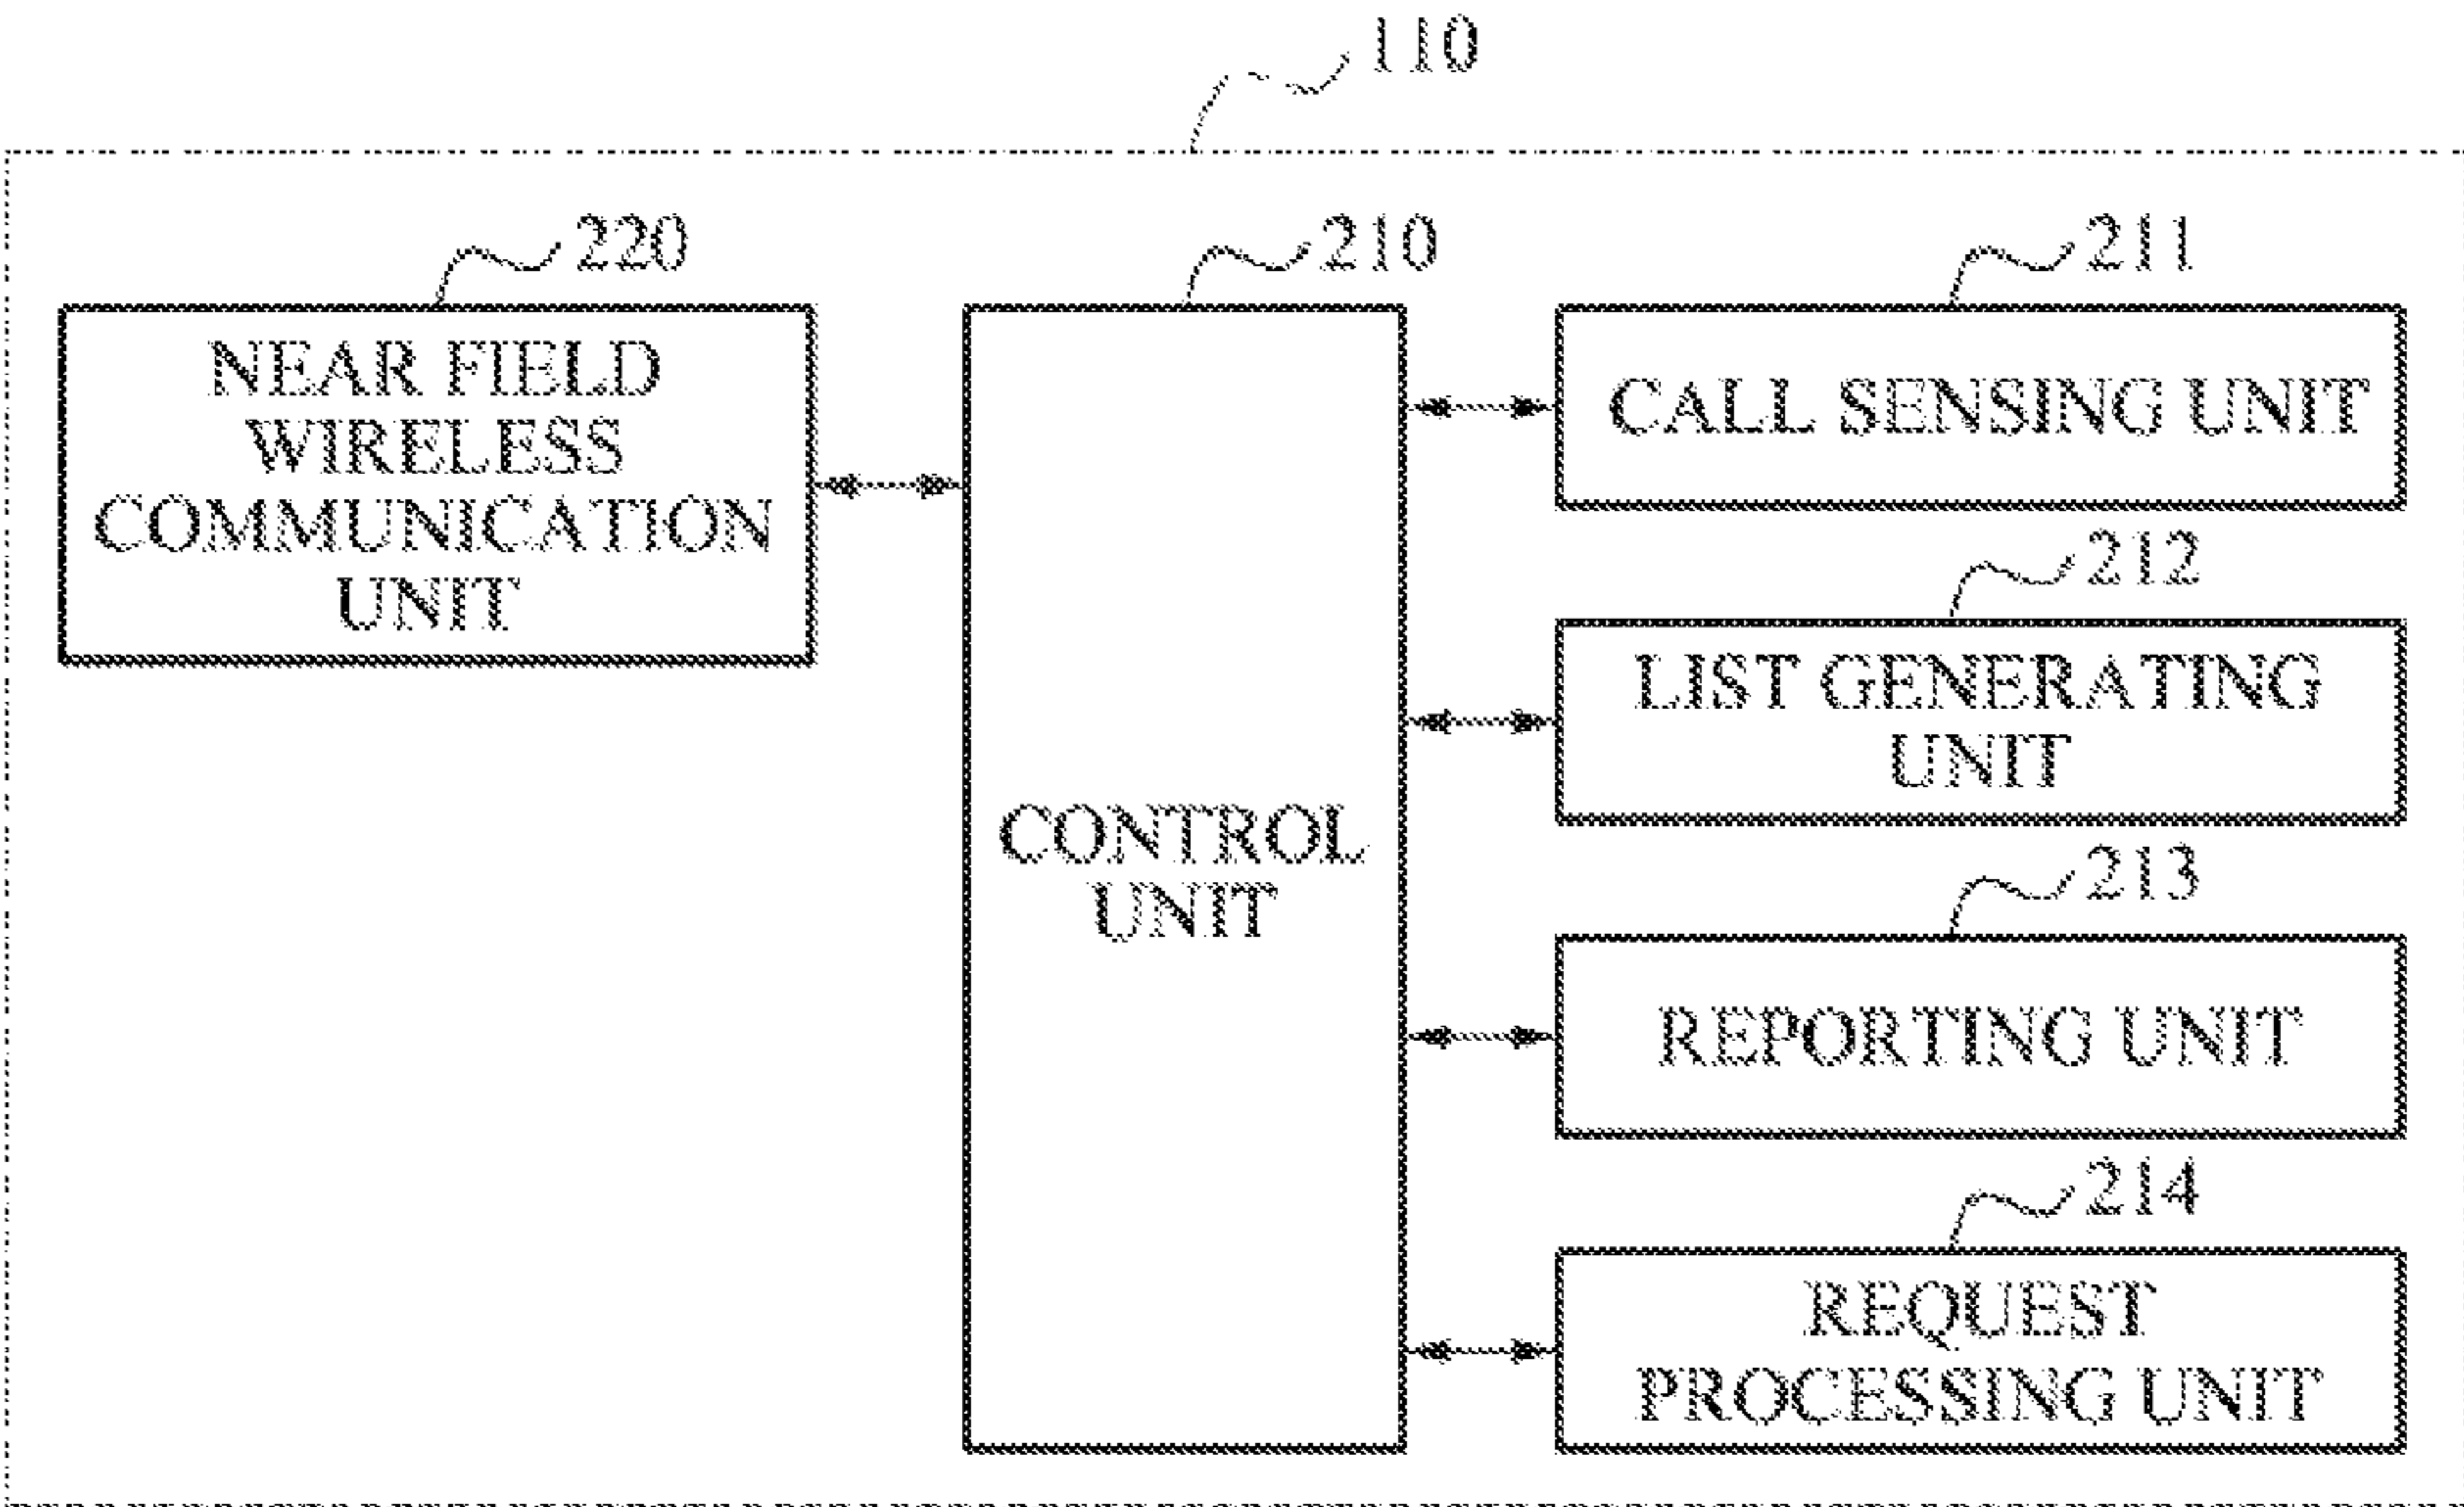 110
220
NEAR FIELD
WIRELESS
COMMUNICATION
UNIT
210
CONTROL
UNIT
211
CALL SENSING UNIT
212
LIST GENERATING
UNIT
213
REPORTING UNIT
214
REQUEST
PROCESSING UNIT